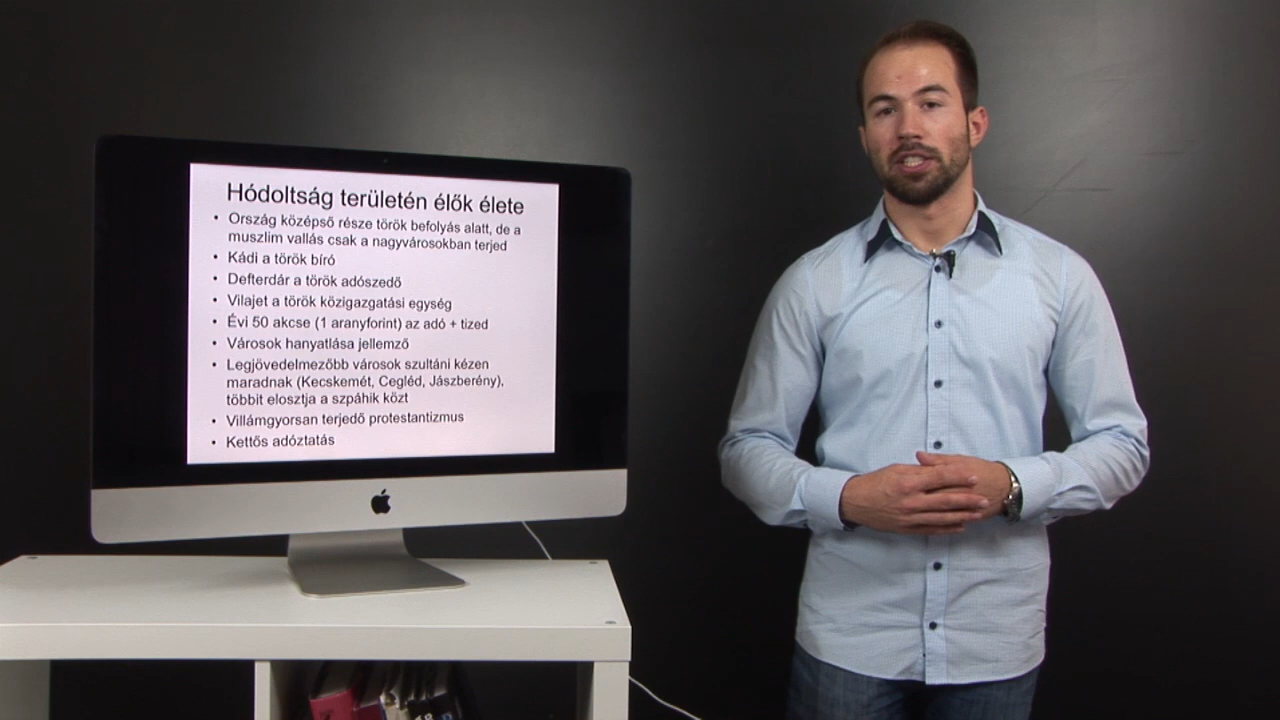 Hódoltság területén élők élete
• Ország középső része török befolyás alatt, de a
muszlim vallás csak a nagyvárosokban terjed
• Kádi a török bíró
• Defterdár a török adószedő
• Vilajet a török közigazgatási egység
• Évi 50 akcse (1 aranyforint) az adó + tized
• Városok hanyatlása jellemző
• Legjövedelmezőbb városok szultáni kézen
maradnak (Kecskemét, Cegléd, Jászberény),
többit elosztja a szpáhik közt
• Villámgyorsan terjedő protestantizmus
• Kettős adóztatás